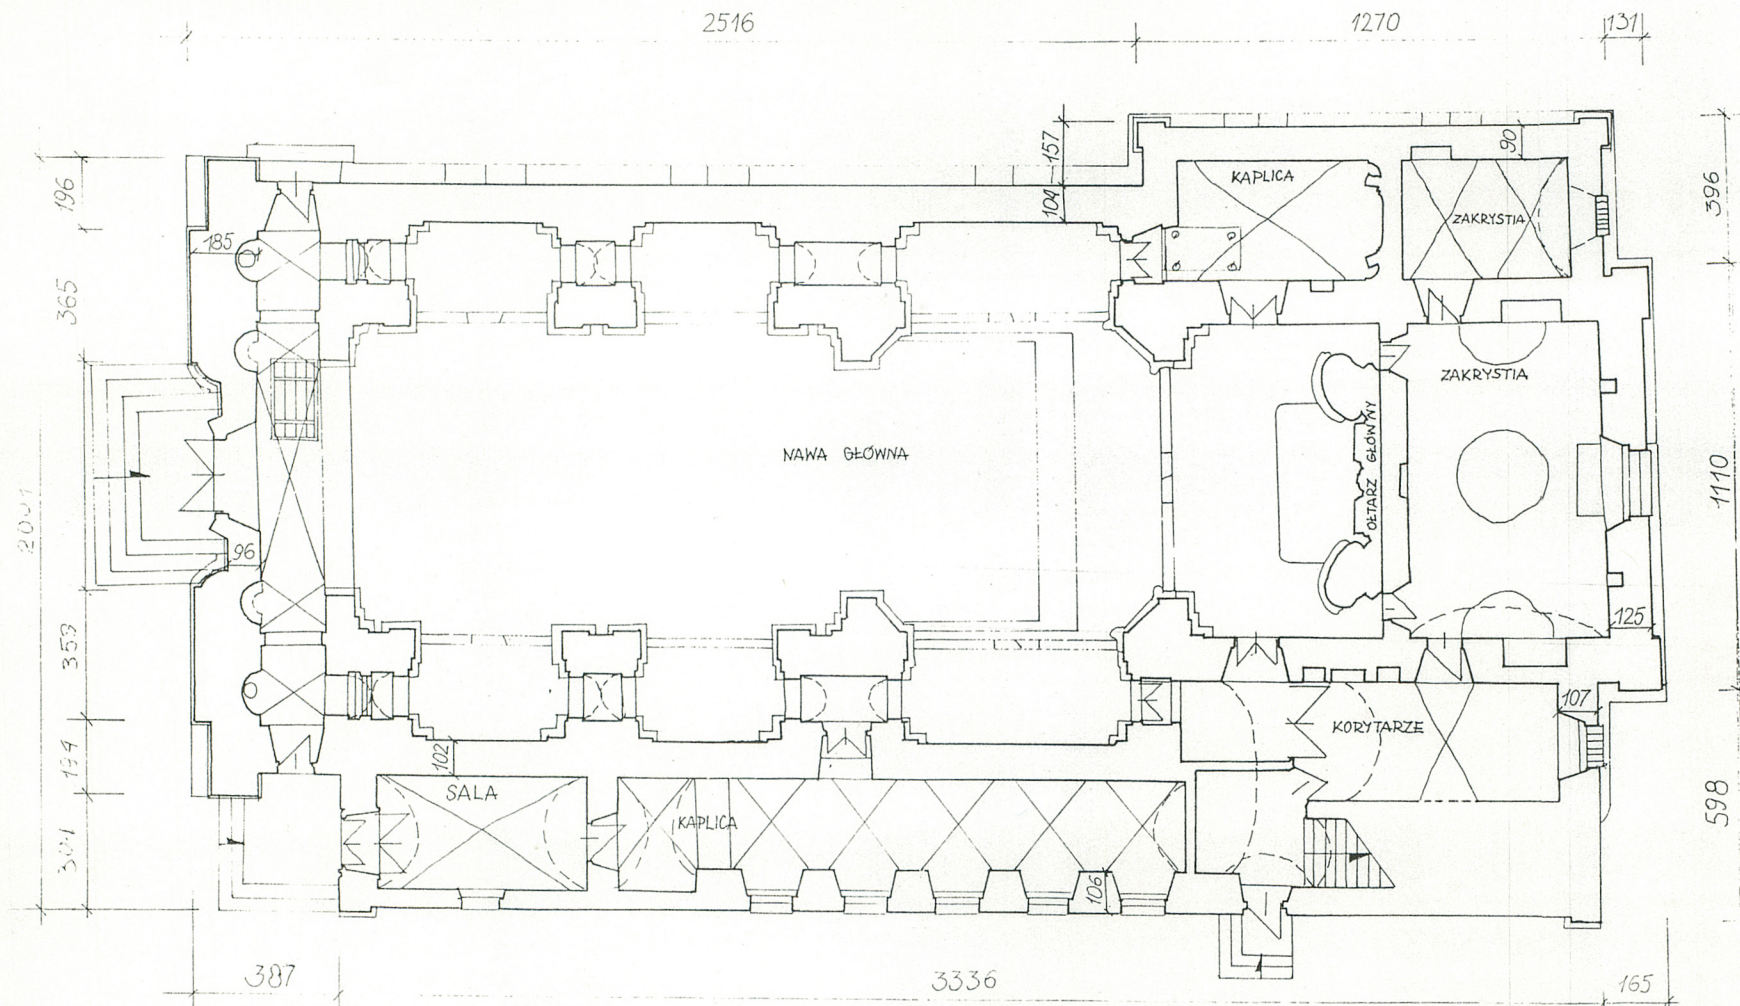 2516
1270
131
157
90
KAPLICA
196
104
396
ZAKRYSTIA
185
365
ZAKRYSTIA
OŁTARZ GŁÓWNY
NAWA GŁÓWNA
1110
96
125
353
107
KORYTARZE
102
SALA
KAPLICA
598
106
387
3336
165